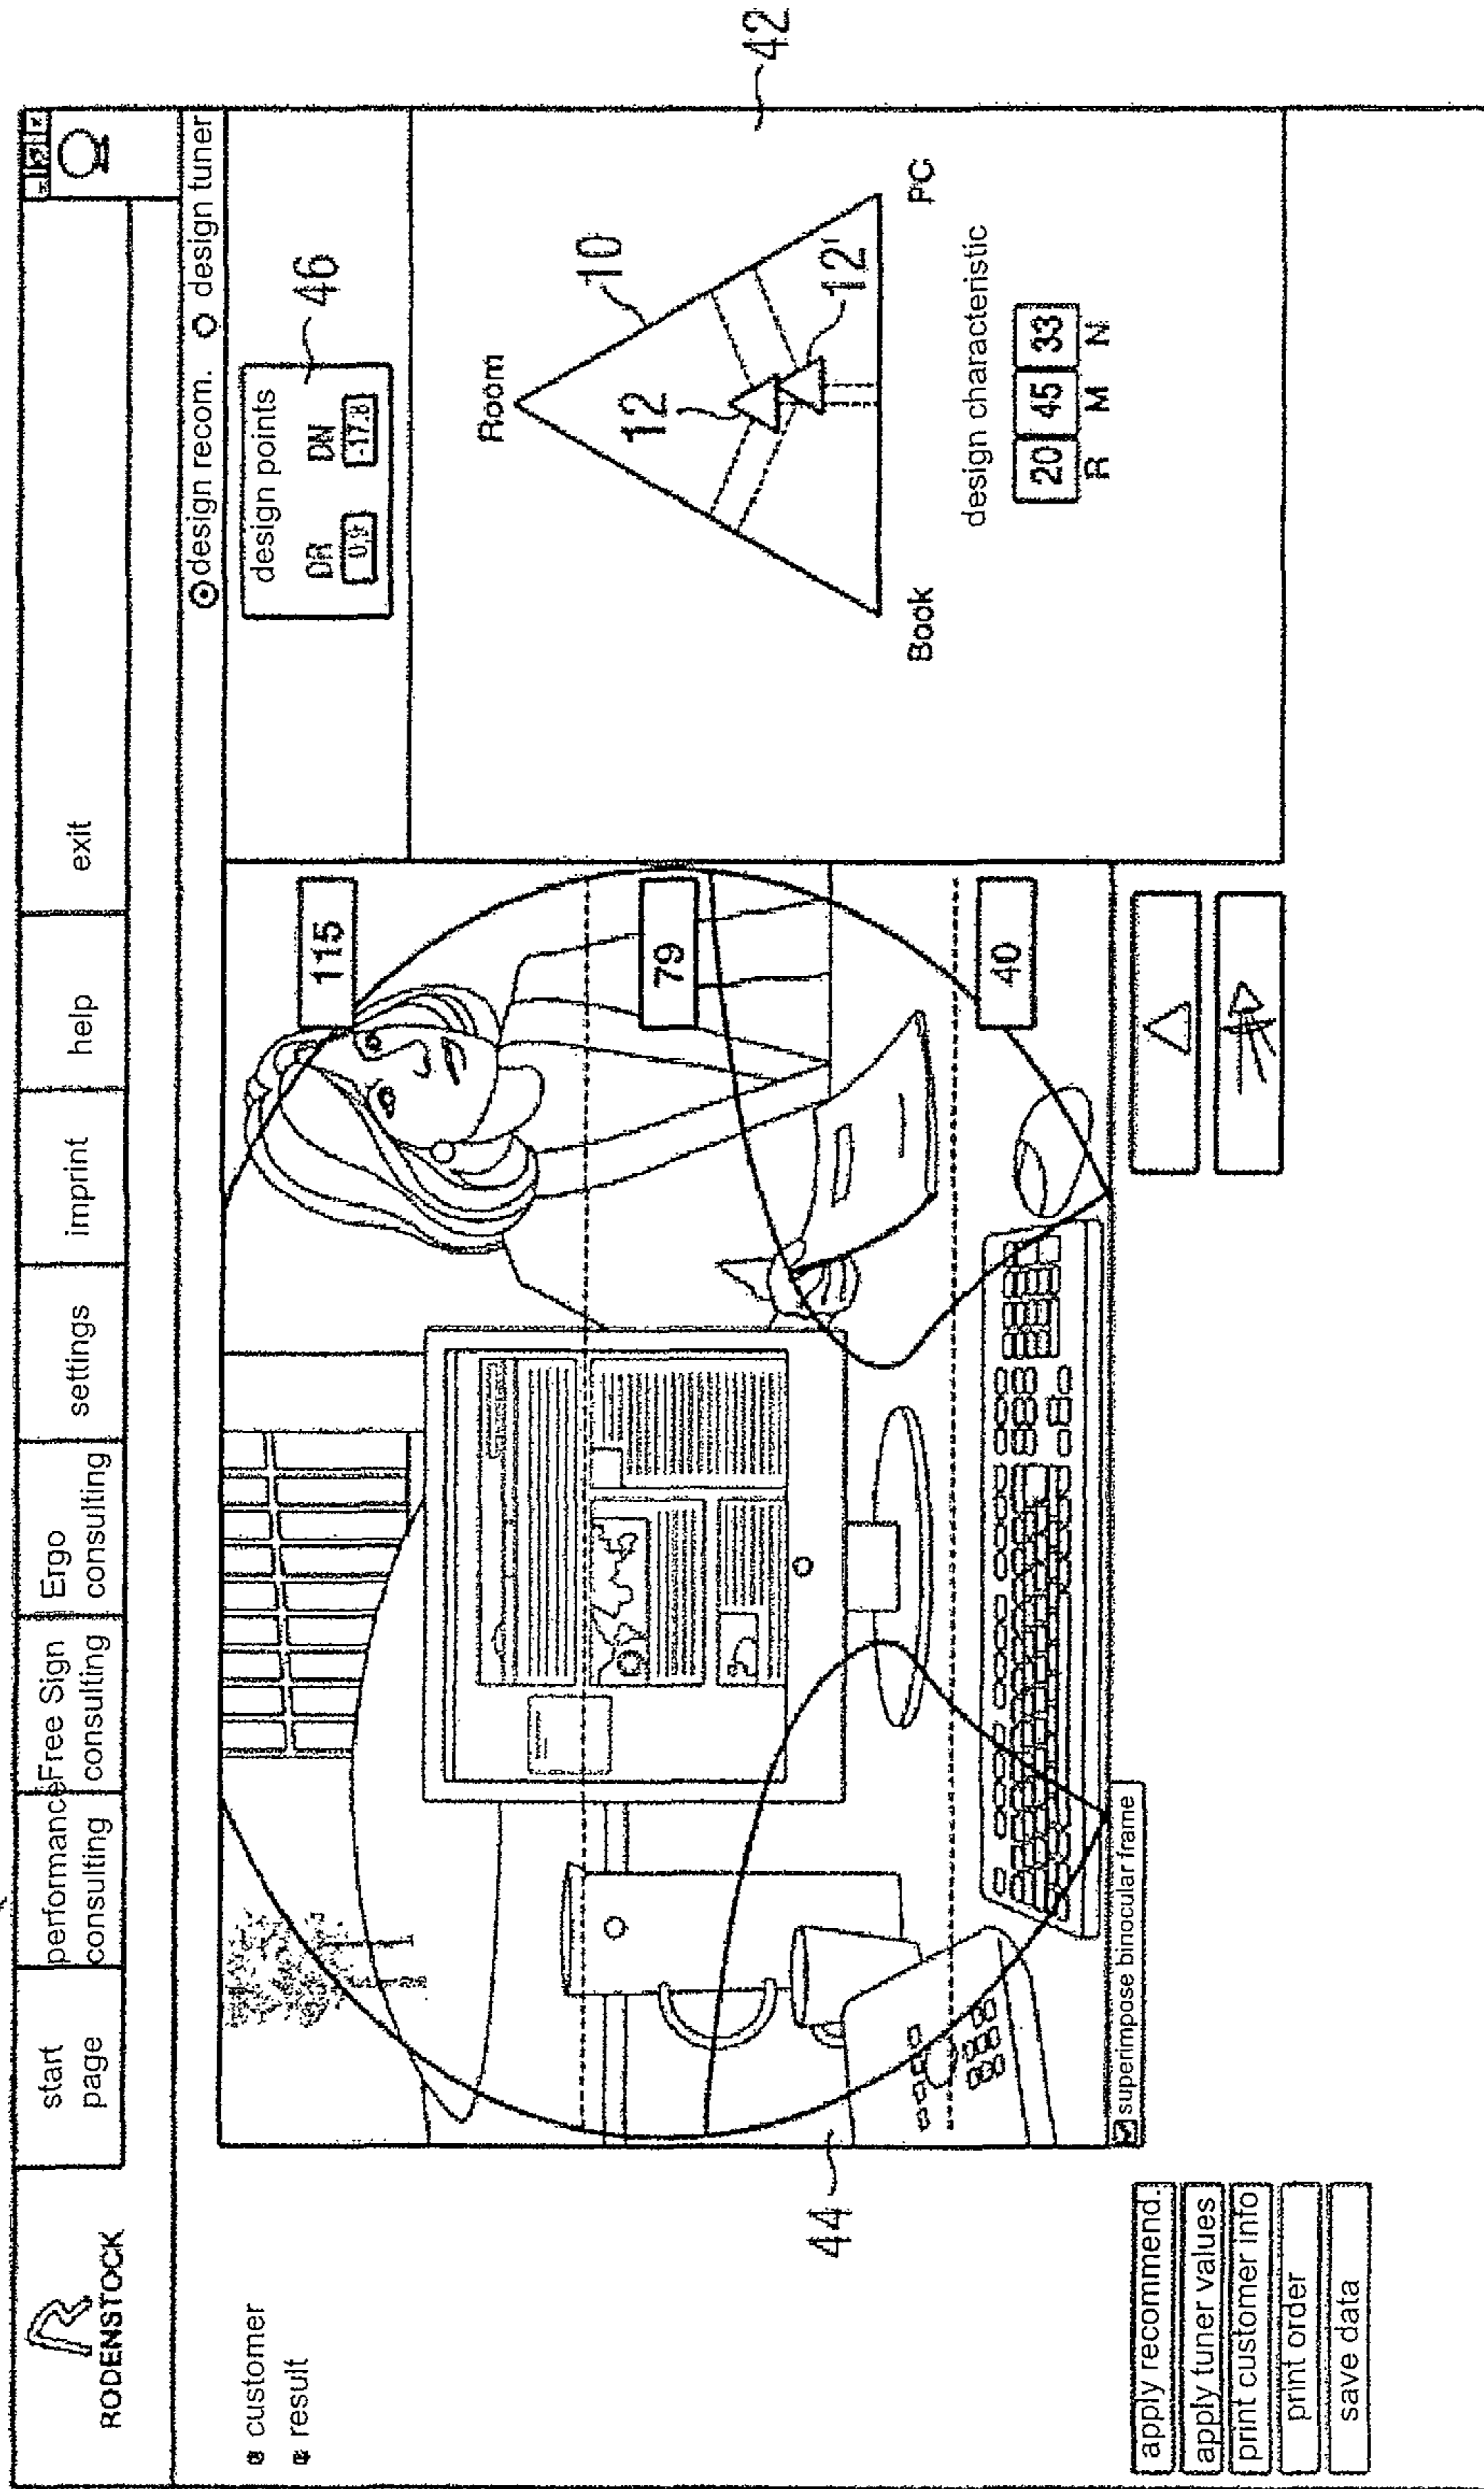 RODENSTOCK
start page
performance consulting
Free Sign consulting
Ergo consulting
settings
imprint
help
exit
design recom.
design tuner
customer
result
115
79
40
superimpose binocular frame
44
design points
DR
DN
0,9
-17.8
46
Room
10
12
12'
Book
PC
42
design characteristic
20 45 33
R M N
apply recommend.
apply tuner values
print customer info
print order
save data